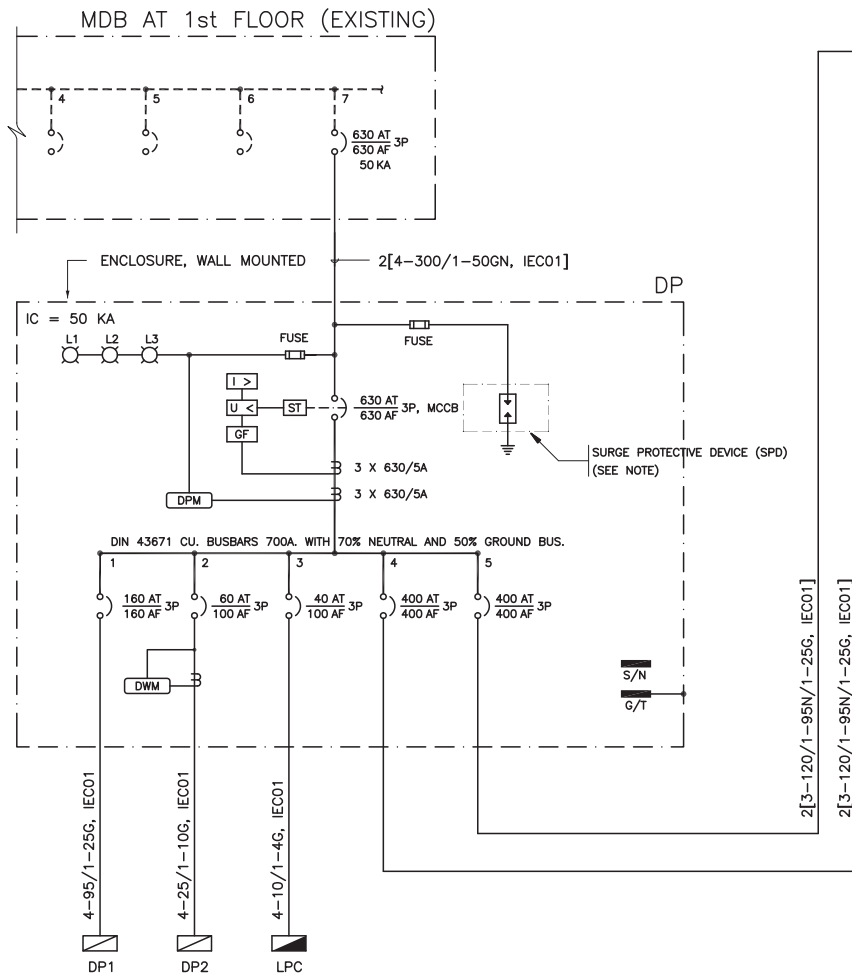 MDB AT 1st FLOOR (EXISTING)
4
5
6
7
630 AT
630 AF
3P
50 KA
ENCLOSURE, WALL MOUNTED
2[4-300/1-50GN, IEC01]
DP
IC = 50 KA
L1
L2
L3
FUSE
FUSE
I >
U <
ST
GF
630 AT
630 AF
3P, MCCB
SURGE PROTECTIVE DEVICE (SPD)
(SEE NOTE)
3 X 630/5A
3 X 630/5A
DPM
DIN 43671 CU. BUSBARS 700A. WITH 70% NEUTRAL AND 50% GROUND BUS.
1
2
3
4
5
160 AT
160 AF
3P
60 AT
100 AF
3P
40 AT
100 AF
3P
400 AT
400 AF
3P
400 AT
400 AF
3P
DWM
S/N
G/T
4-95/1-25G, IEC01
4-25/1-10G, IEC01
4-10/1-4G, IEC01
2[3-120/1-95N/1-25G, IEC01]
2[3-120/1-95N/1-25G, IEC01]
DP1
DP2
LPC